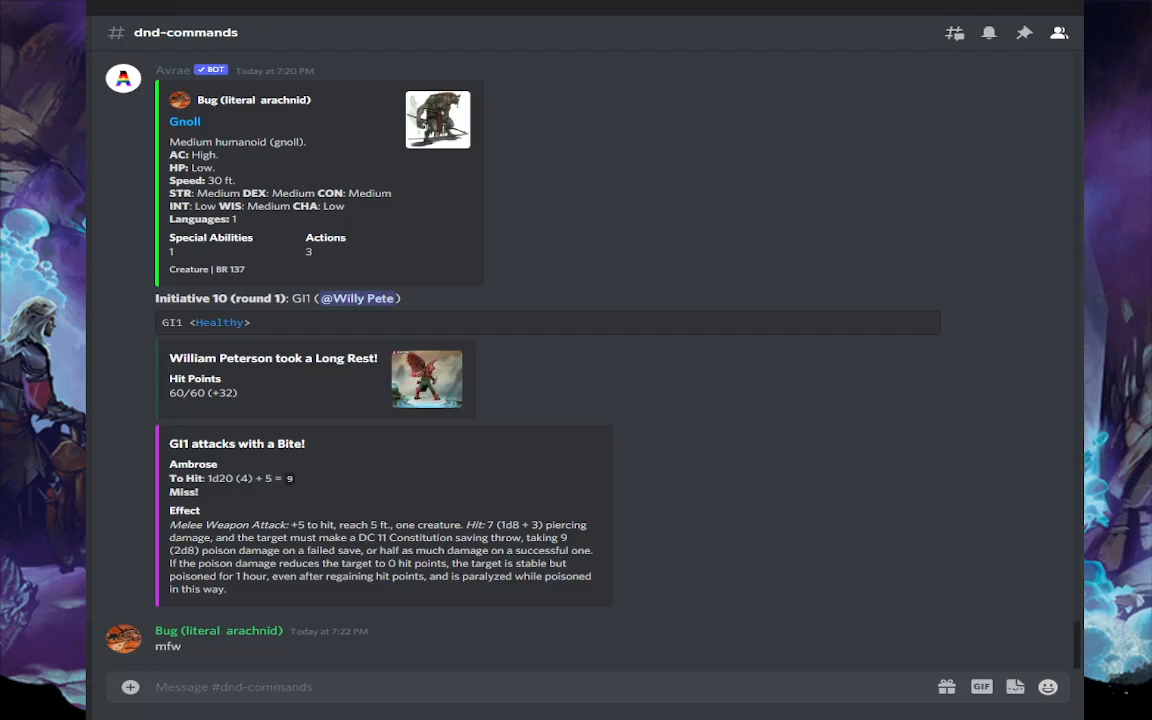 dnd-commands
Avrae BOT Today at 7:20 PM
Bug (literal arachnid)
Gnoll
Medium humanoid (gnoll).
AC: High.
HP: Low.
Speed: 30 ft.
STR: Medium DEX: Medium CON: Medium
INT: Low WIS: Medium CHA: Low
Languages: 1
Special Abilities Actions
1 3
Creature | BR 137
Initiative 10 (round 1): GI1 (@Willy Pete)
GI1 <Healthy>
William Peterson took a Long Rest!
Hit Points
60/60 (+32)
GI1 attacks with a Bite!
Ambrose
To Hit: 1d20 (4) + 5 = 9
Miss!
Effect
Melee Weapon Attack: +5 to hit, reach 5 ft., one creature. Hit: 7 (1d8 + 3) piercing
damage, and the target must make a DC 11 Constitution saving throw, taking 9
(2d8) poison damage on a failed save, or half as much damage on a successful one.
If the poison damage reduces the target to 0 hit points, the target is stable but
poisoned for 1 hour, even after regaining hit points, and is paralyzed while poisoned
in this way.
Bug (literal arachnid) Today at 7:22 PM
mfw
Message #dnd-commands
GIF